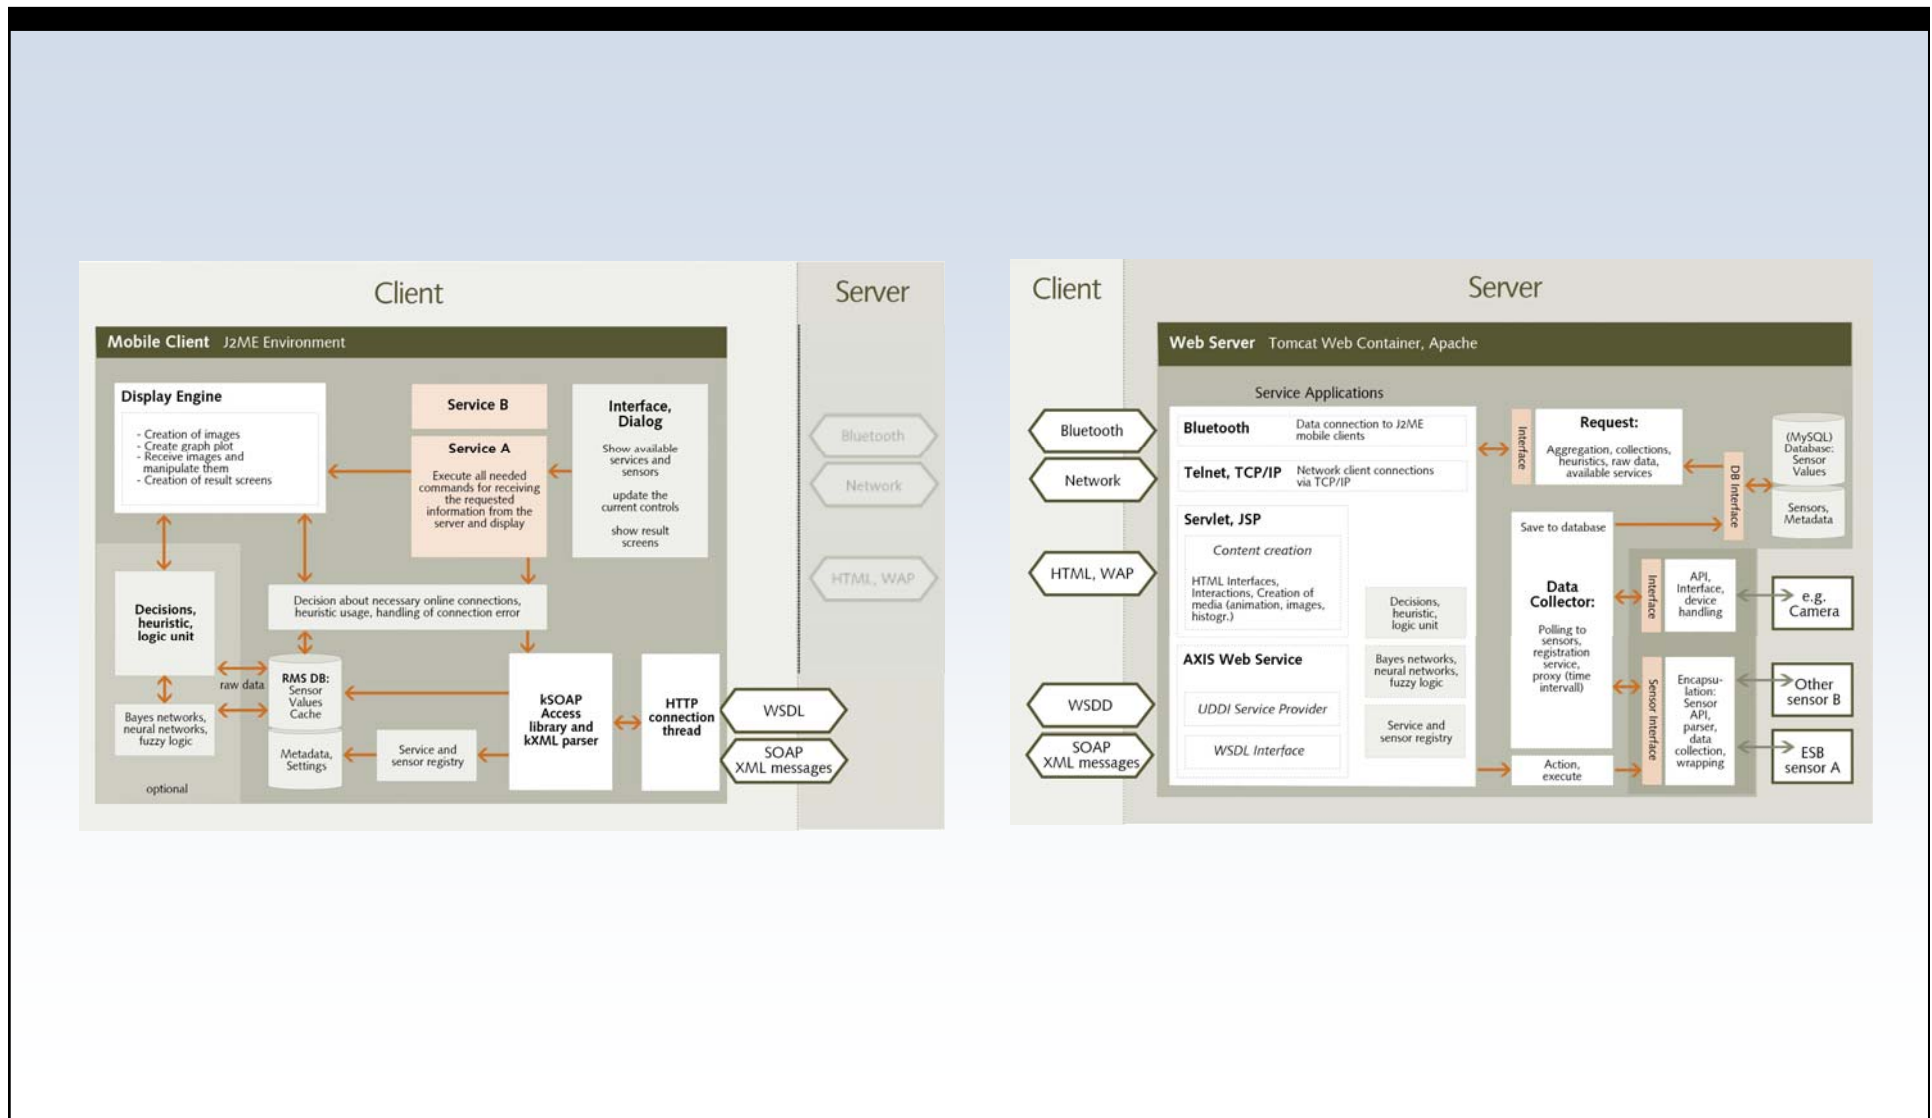 Client
Server
Mobile Client J2ME Environment
Display Engine
- Creation of images
- Create graph plot
- Receive images and
manipulate them
- Creation of result screens
Service B
Service A
Execute all needed
commands for receiving
the requested
information from the
server and display
Interface,
Dialog
Show available
services and
sensors
update the
current controls
show result
screens
Bluetooth
Network
HTML, WAP
Decisions,
heuristic,
logic unit
Decision about necessary online connections,
heuristic usage, handling of connection error
raw data
RMS DB:
Sensor
Values
Cache
Metadata,
Settings
Bayes networks,
neural networks,
fuzzy logic
optional
Service and
sensor registry
kSOAP
Access
library and
kXML parser
HTTP
connection
thread
WSDL
SOAP
XML messages
Client
Server
Web Server Tomcat Web Container, Apache
Bluetooth
Network
HTML, WAP
WSDD
SOAP
XML messages
Service Applications
Bluetooth
Data connection to J2ME
mobile clients
Telnet, TCP/IP
Network client connections
via TCP/IP
Servlet, JSP
Content creation
HTML Interfaces,
Interactions, Creation of
media (animation, images,
histogr.)
AXIS Web Service
UDDI Service Provider
WSDL Interface
Decisions,
heuristic,
logic unit
Bayes networks,
neural networks,
fuzzy logic
Service and
sensor registry
Interface
Request:
Aggregation, collections,
heuristics, raw data,
available services
DB Interface
(MySQL)
Database:
Sensor
Values
Sensors,
Metadata
Save to database
Data
Collector:
Polling to
sensors,
registration
service,
proxy (time
intervall)
Action,
execute
Interface
API,
Interface,
device
handling
Sensor Interface
Encapsu-
lation:
Sensor
API,
parser,
data
collection,
wrapping
e.g.
Camera
Other
sensor B
ESB
sensor A